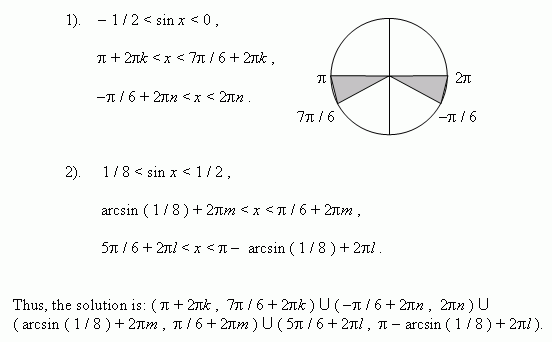 1). – 1 / 2 < sin x < 0 ,
π + 2πk < x < 7π / 6 + 2πk ,
–π / 6 + 2πn < x < 2πn .
π
2π
7π / 6
–π / 6
2). 1 / 8 < sin x < 1 / 2 ,
arcsin ( 1 / 8 ) + 2πm < x < π / 6 + 2πm ,
5π / 6 + 2πl < x < π – arcsin ( 1 / 8 ) + 2πl .
Thus, the solution is: ( π + 2πk , 7π / 6 + 2πk ) U ( –π / 6 + 2πn , 2πn ) U
( arcsin ( 1 / 8 ) + 2πm , π / 6 + 2πm ) U ( 5π / 6 + 2πl , π – arcsin ( 1 / 8 ) + 2πl ).